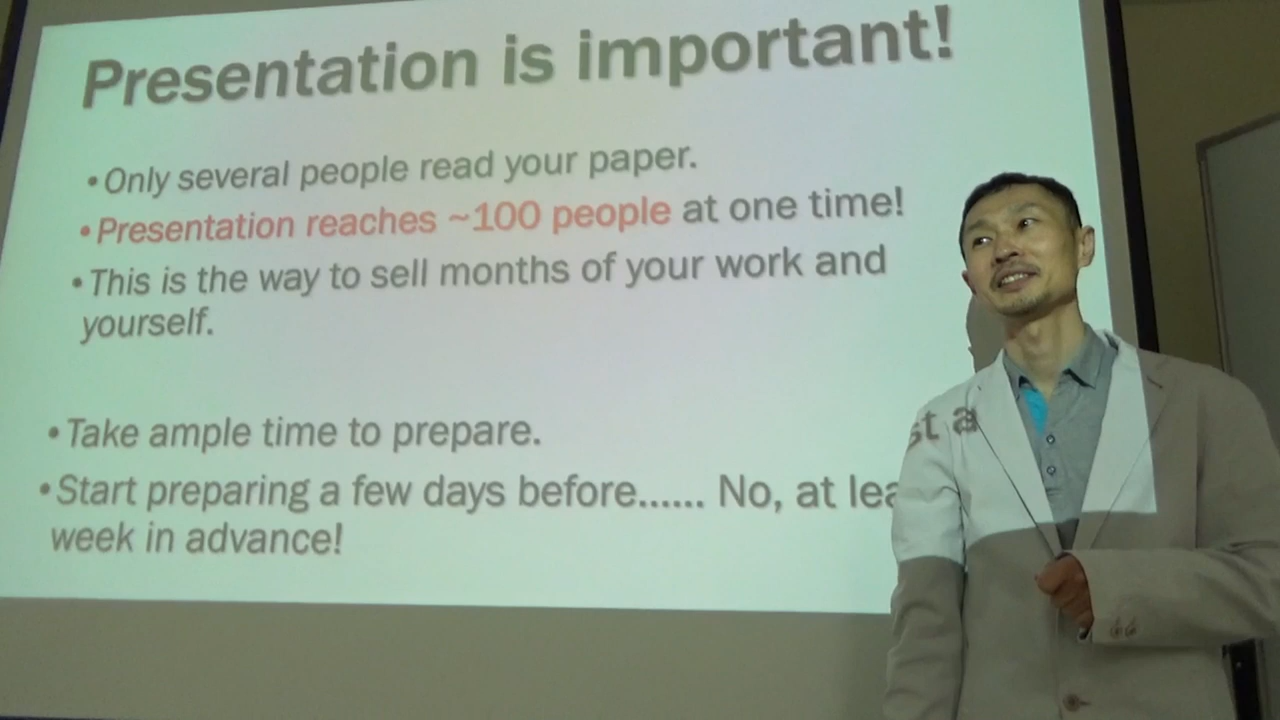 Presentation is important!
• Only several people read your paper.
• Presentation reaches ~100 people at one time!
• This is the way to sell months of your work and
yourself.
• Take ample time to prepare.
• Start preparing a few days before...... No, at least a
week in advance!